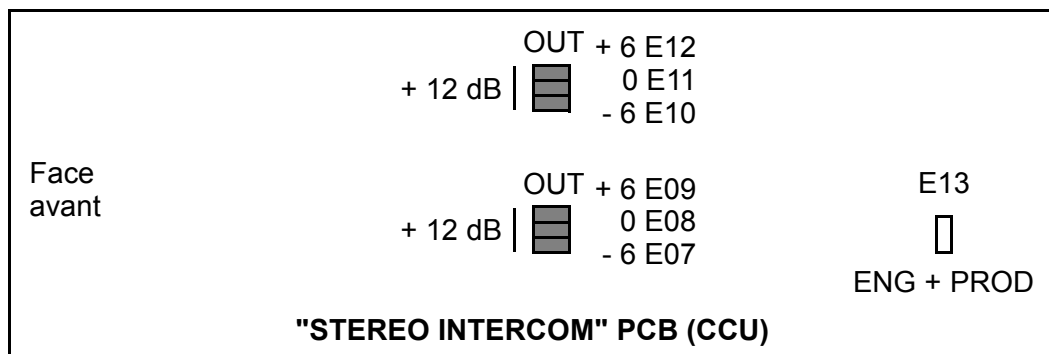 OUT + 6 E12
+ 12 dB 0 E11
- 6 E10
Face
avant
OUT + 6 E09
+ 12 dB 0 E08
- 6 E07
E13
ENG + PROD
"STEREO INTERCOM" PCB (CCU)